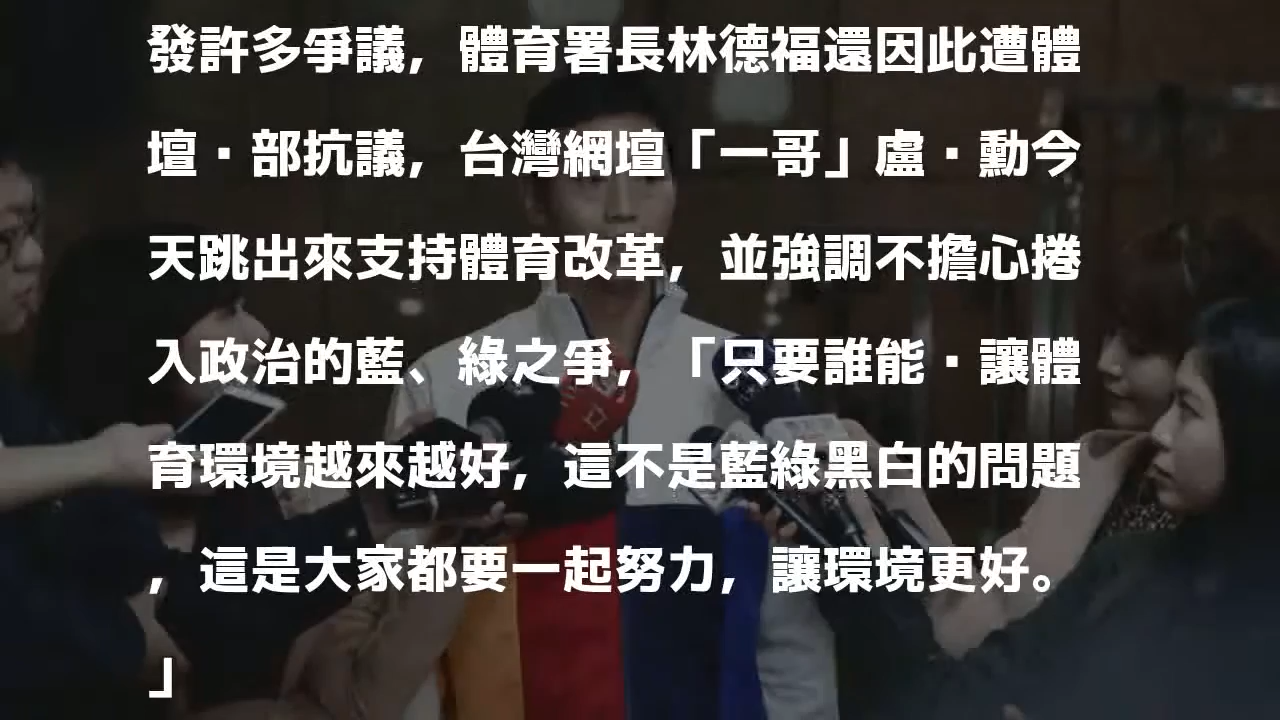 發許多爭議，體育署長林德福還因此遭體
壇·部抗議，台灣網壇「一哥」盧·勳今
天跳出來支持體育改革，並強調不擔心捲
入政治的藍、綠之爭，「只要誰能·讓體
育環境越來越好，這不是藍綠黑白的問題
，這是大家都要一起努力，讓環境更好。
」